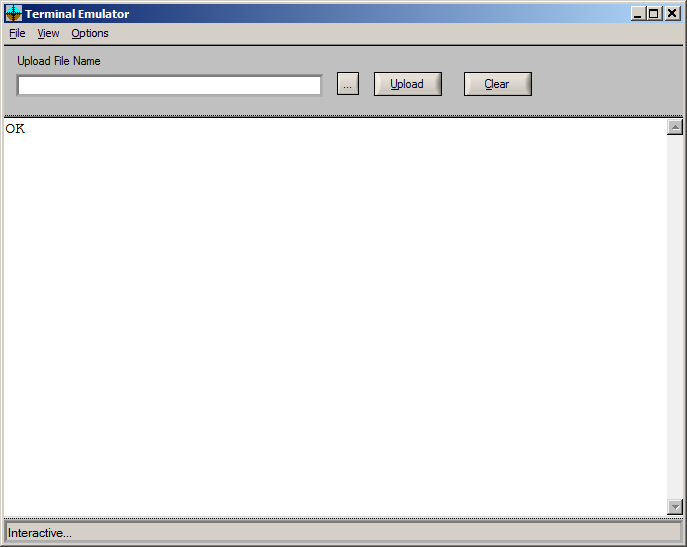 Terminal Emulator
File View Options
Upload File Name
... Upload Clear
OK
Interactive...